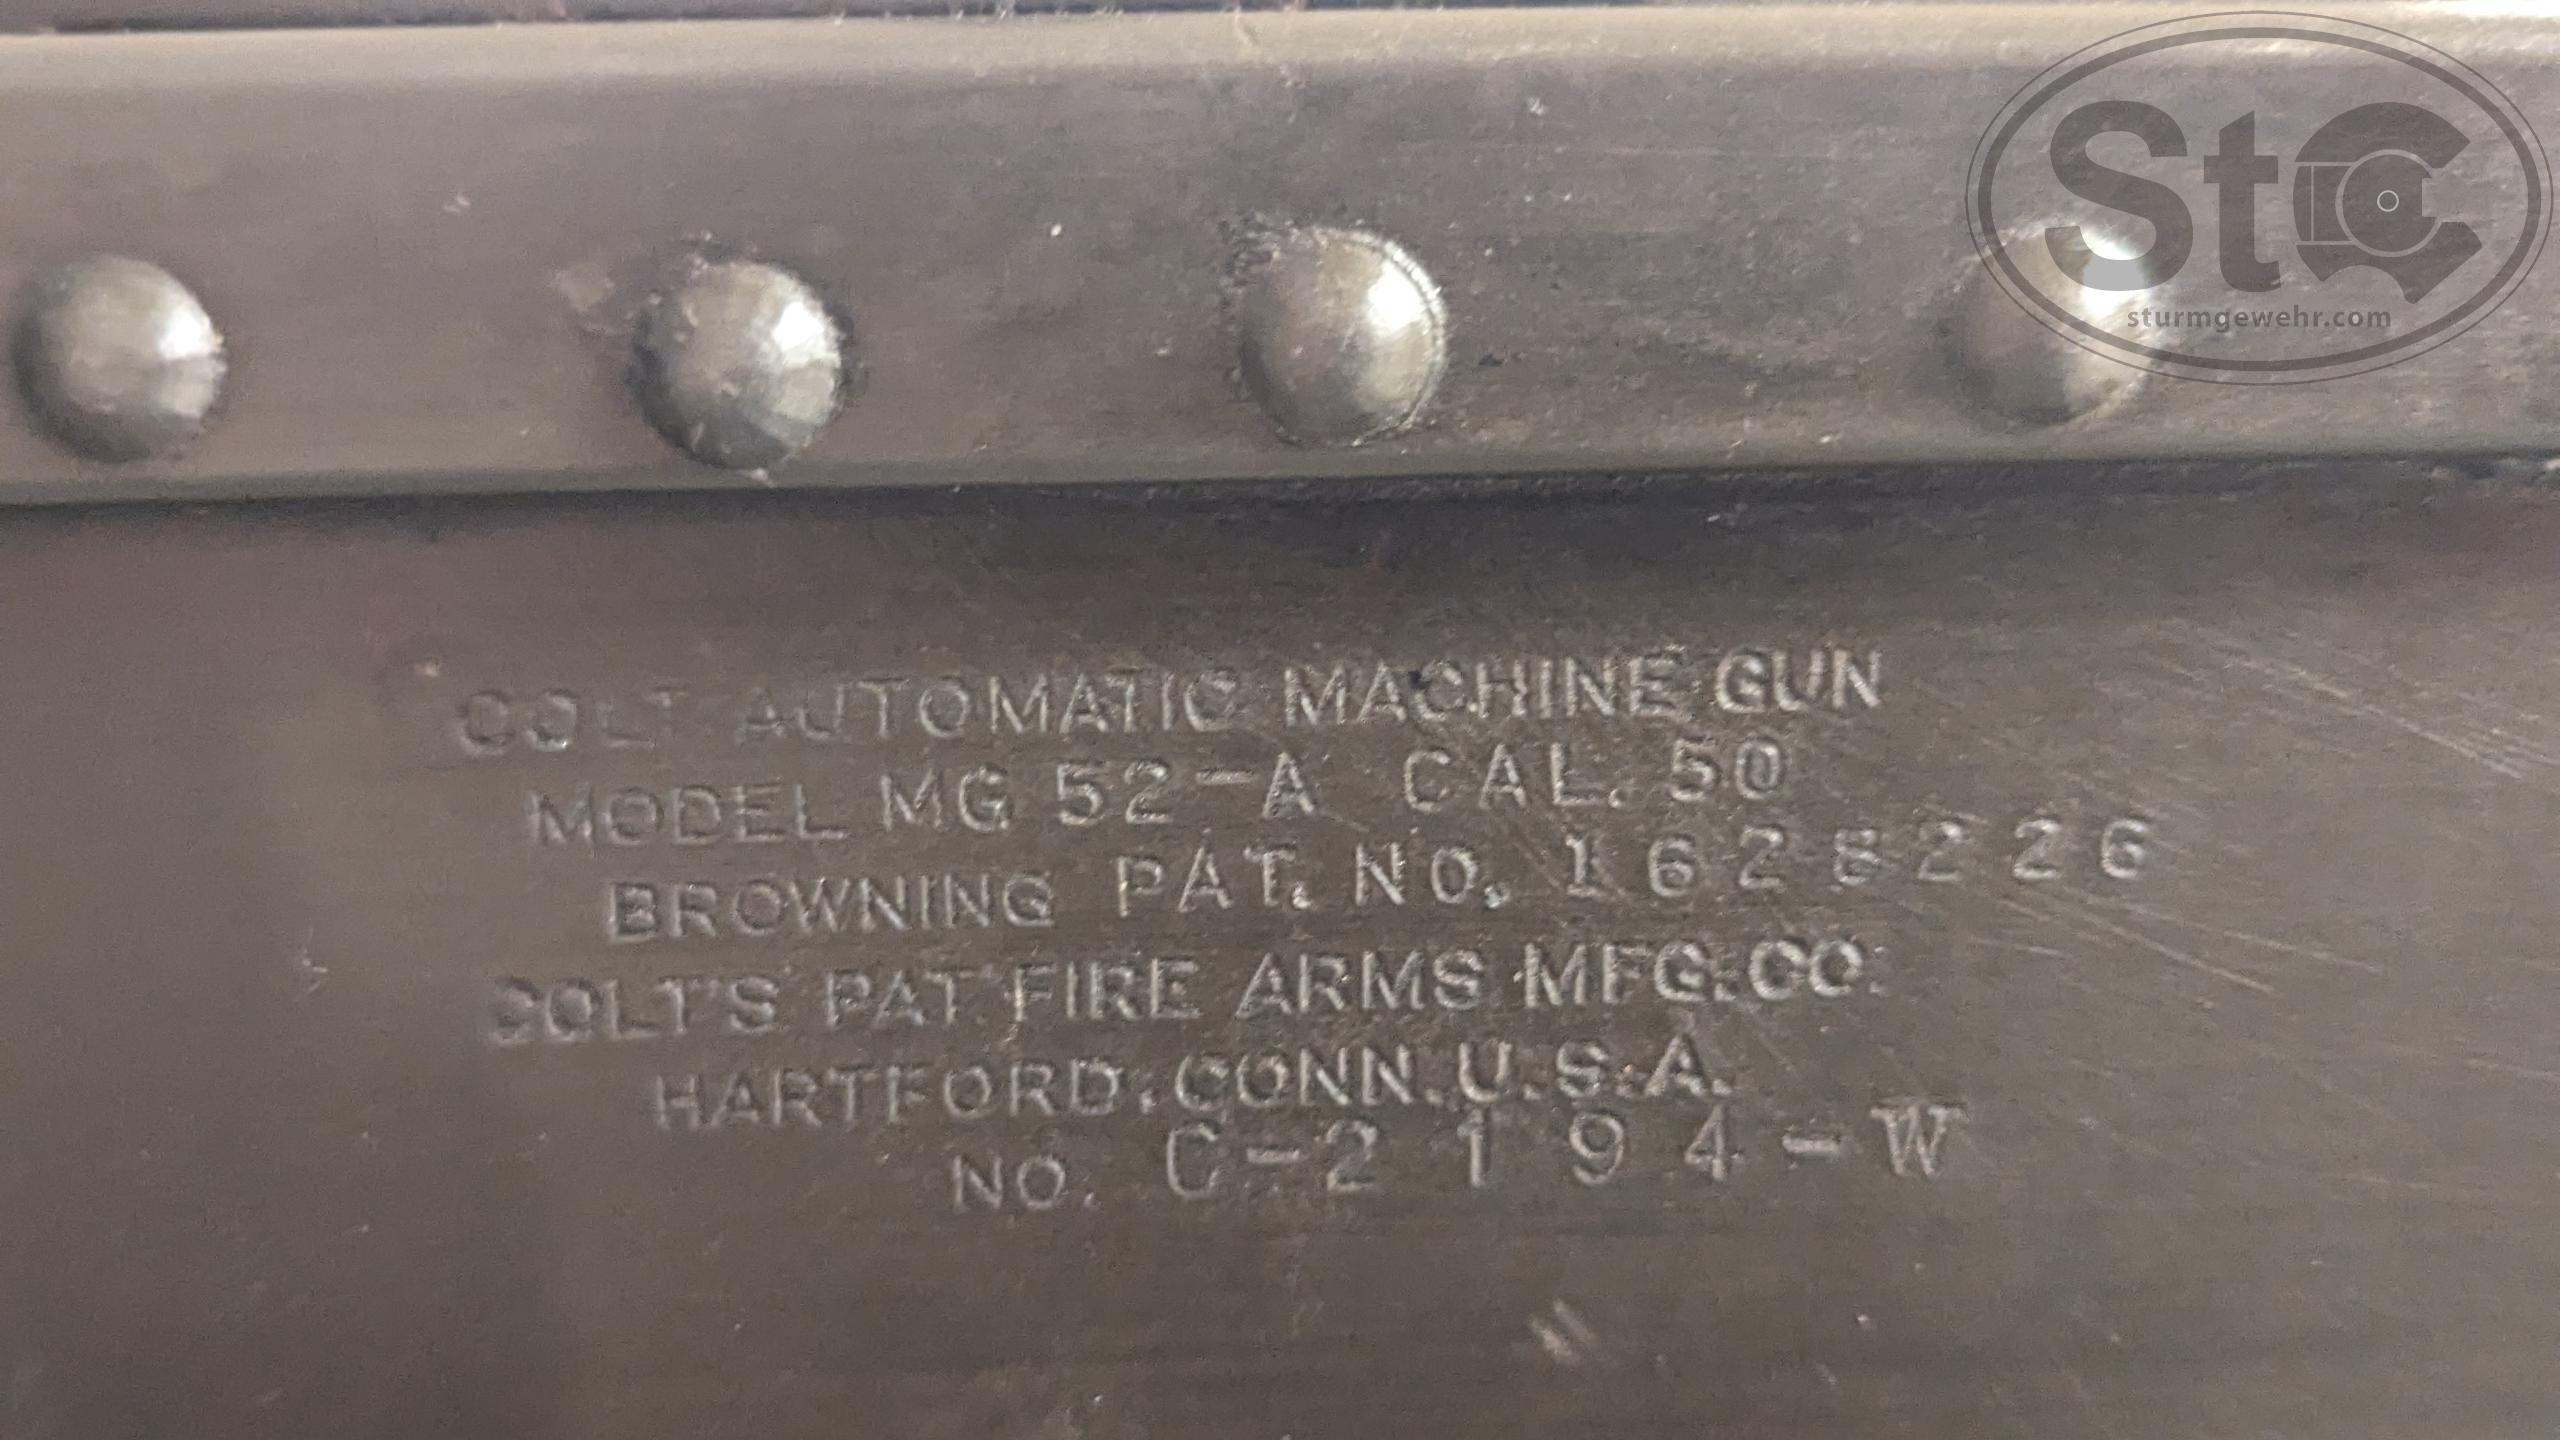 StG
sturmgewehr.com
COLT AUTOMATIC MACHINE GUN
MODEL MG 52-A CAL. 50
BROWNING PAT. NO. 1628226
COLT'S PAT. FIRE ARMS MFG. CO.
HARTFORD, CONN. U.S.A.
NO. C-2194-W